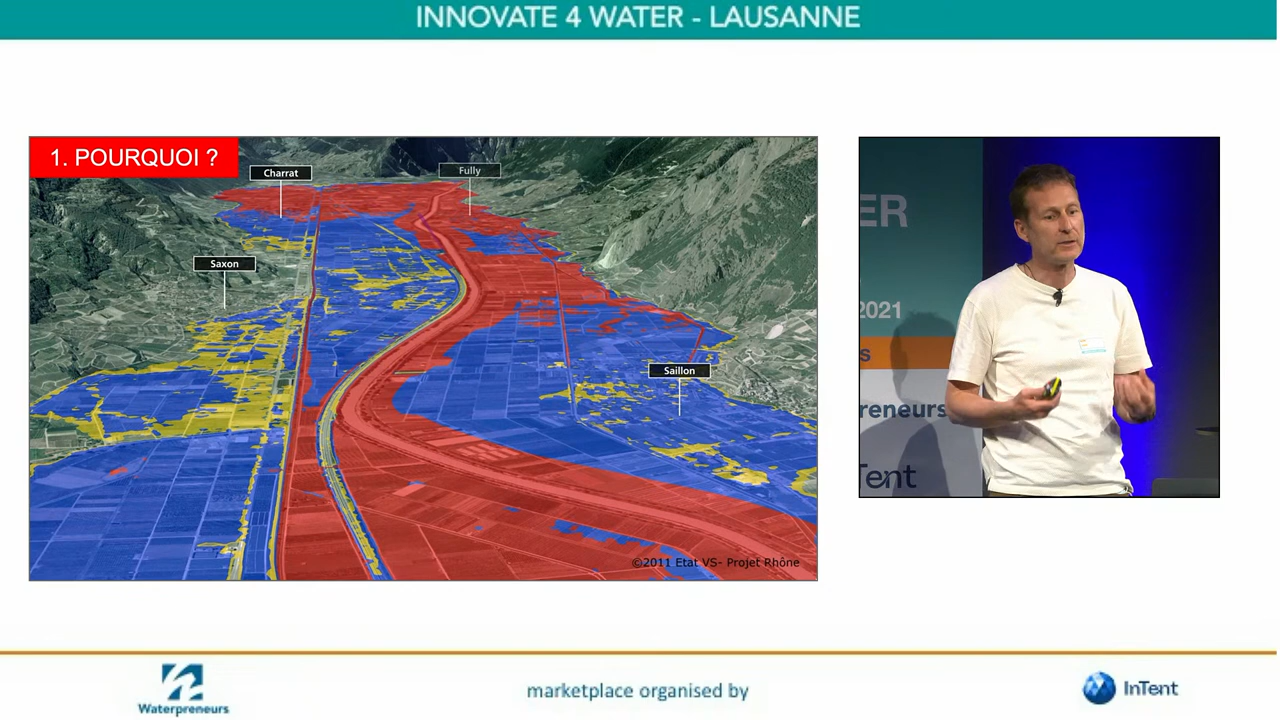 INNOVATE 4 WATER - LAUSANNE
1. POURQUOI ?
Charrat
Fully
Saxon
Saillon
©2011 Etat VS- Projet Rhône
ER
2021
s
reneurs
Tent
Waterpreneurs
marketplace organised by
InTent